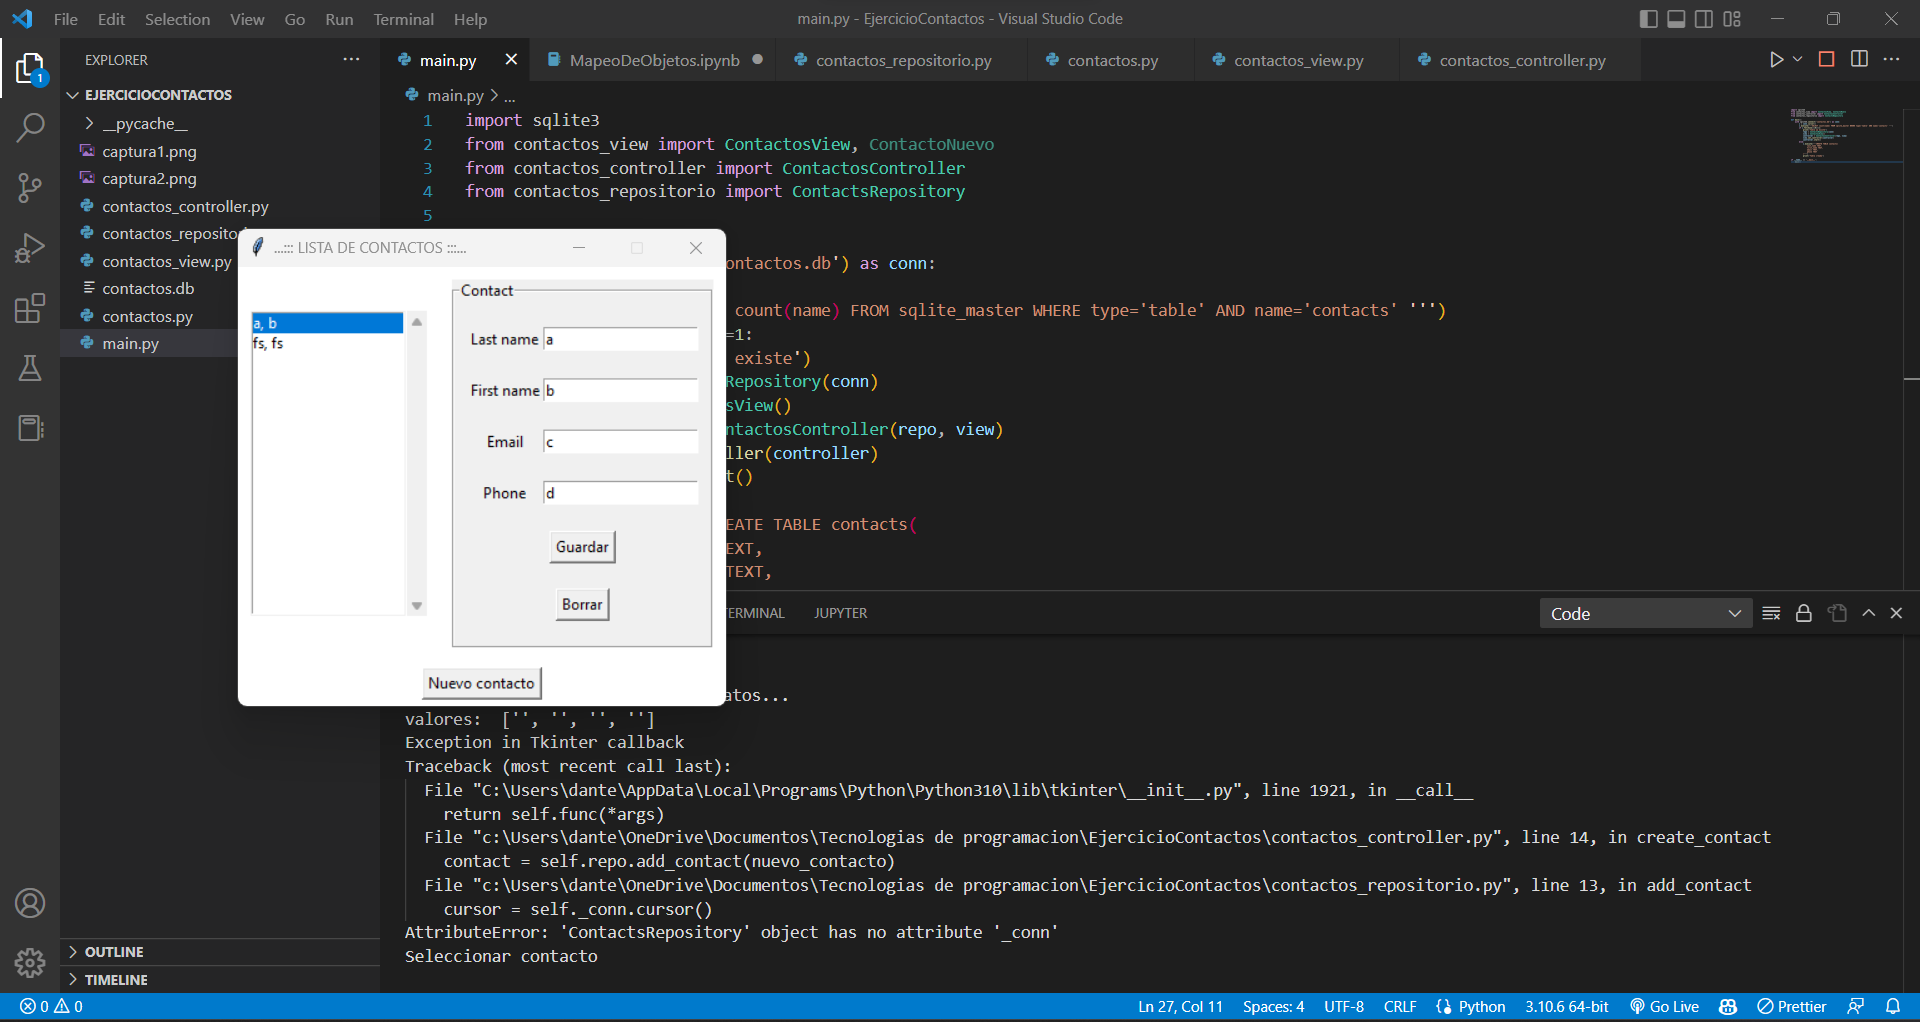 File Edit Selection View Go Run Terminal Help
main.py - EjercicioContactos - Visual Studio Code
EXPLORER
EJERCICIOCONTACTOS
__pycache__
captura1.png
captura2.png
contactos_controller.py
contactos_repositori
contactos_view.py
contactos.db
contactos.py
main.py
OUTLINE
TIMELINE
1
main.py MapeoDeObjetos.ipynb contactos_repositorio.py contactos.py contactos_view.py contactos_controller.py
main.py > ...
1 import sqlite3
2 from contactos_view import ContactosView, ContactoNuevo
3 from contactos_controller import ContactosController
4 from contactos_repositorio import ContactsRepository
5
ontactos.db') as conn:
count(name) FROM sqlite_master WHERE type='table' AND name='contacts' ''')
=1:
existe')
Repository(conn)
sView()
ntactosController(repo, view)
ller(controller)
t()
EATE TABLE contacts(
EXT,
TEXT,
...::: LISTA DE CONTACTOS :::...
a, b
fs, fs
Contact
Last name a
First name b
Email c
Phone d
Guardar
Borrar
Nuevo contacto
ERMINAL JUPYTER
Code
atos...
valores:  ['', '', '', '']
Exception in Tkinter callback
Traceback (most recent call last):
File "C:\Users\dante\AppData\Local\Programs\Python\Python310\lib\tkinter\__init__.py", line 1921, in __call__
return self.func(*args)
File "c:\Users\dante\OneDrive\Documentos\Tecnologias de programacion\EjercicioContactos\contactos_controller.py", line 14, in create_contact
contact = self.repo.add_contact(nuevo_contacto)
File "c:\Users\dante\OneDrive\Documentos\Tecnologias de programacion\EjercicioContactos\contactos_repositorio.py", line 13, in add_contact
cursor = self._conn.cursor()
AttributeError: 'ContactsRepository' object has no attribute '_conn'
Seleccionar contacto
0 0
Ln 27, Col 11 Spaces: 4 UTF-8 CRLF Python 3.10.6 64-bit Go Live Prettier